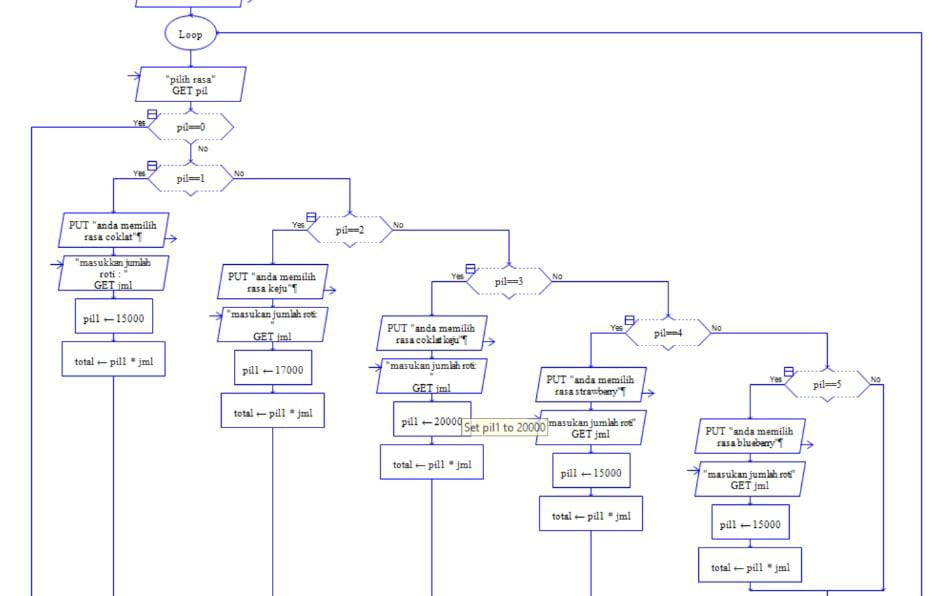 Loop
"pilih rasa"
GET pil
pil==0
Yes
No
pil==1
Yes
No
PUT "anda memilih
rasa coklat"¶
"masukkan jumlah
roti : "
GET jml
pil1 ← 15000
total ← pil1 * jml
pil==2
Yes
No
PUT "anda memilih
rasa keju"¶
"masukan jumlah roti:
"
GET jml
pil1 ← 17000
total ← pil1 * jml
pil==3
Yes
No
PUT "anda memilih
rasa coklat keju"¶
"masukan jumlah roti:
"
GET jml
pil1 ← 20000
Set pil1 to 20000
total ← pil1 * jml
pil==4
Yes
No
PUT "anda memilih
rasa strawberry"¶
"masukan jumlah roti"
GET jml
pil1 ← 15000
total ← pil1 * jml
pil==5
Yes
No
PUT "anda memilih
rasa blueberry"¶
"masukan jumlah roti"
GET jml
pil1 ← 15000
total ← pil1 * jml